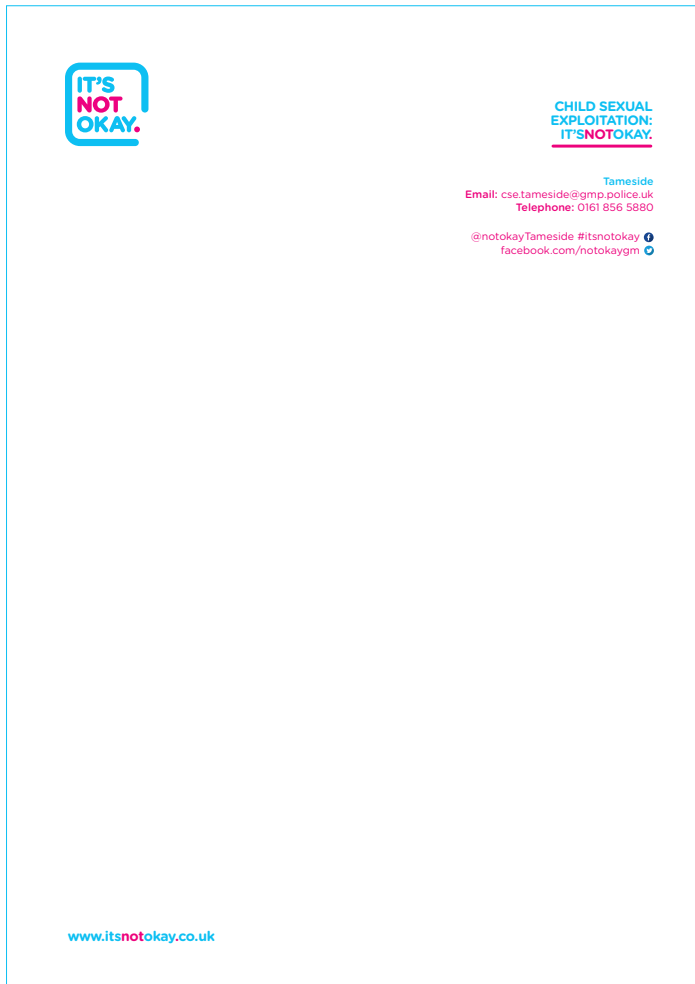 IT'S
NOT
OKAY.
CHILD SEXUAL
EXPLOITATION:
IT'SNOTOKAY.
Tameside
Email: cse.tameside@gmp.police.uk
Telephone: 0161 856 5880
@notokayTameside #itsnotokay
facebook.com/notokaygm
www.itsnotokay.co.uk